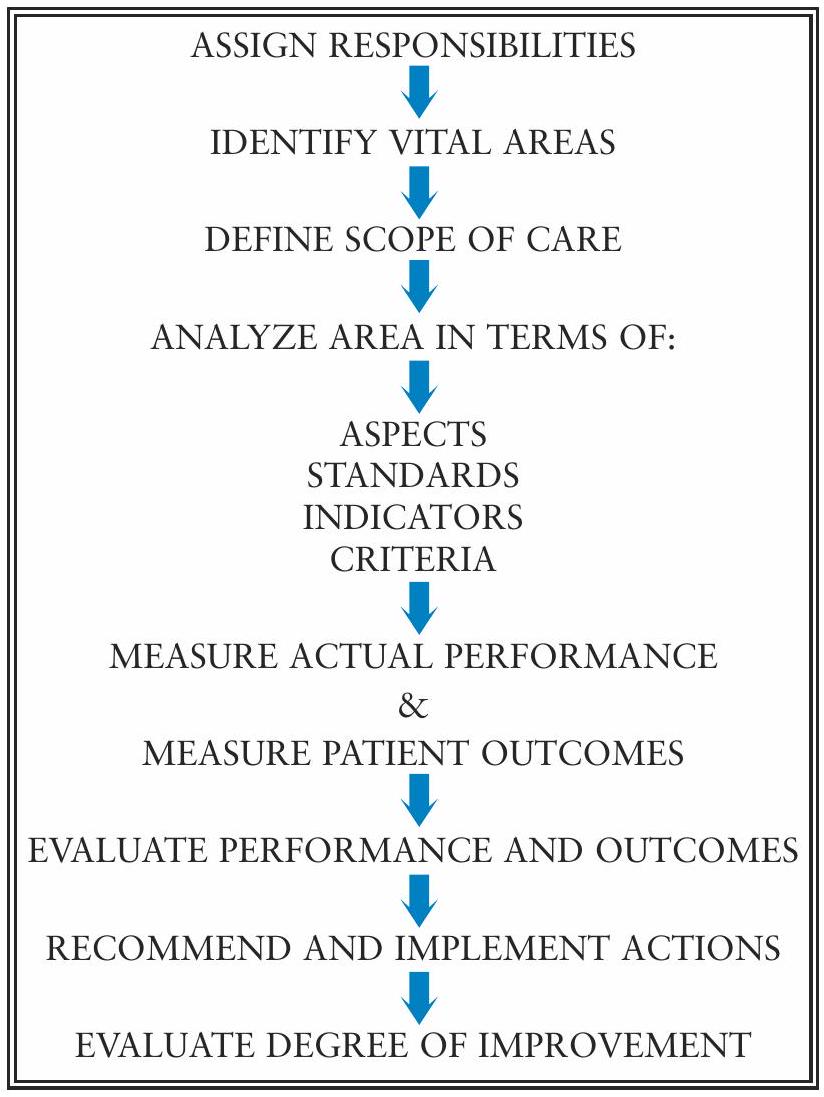 ASSIGN RESPONSIBILITIES
IDENTIFY VITAL AREAS
DEFINE SCOPE OF CARE
ANALYZE AREA IN TERMS OF:
ASPECTS
STANDARDS
INDICATORS
CRITERIA
MEASURE ACTUAL PERFORMANCE
&
MEASURE PATIENT OUTCOMES
EVALUATE PERFORMANCE AND OUTCOMES
RECOMMEND AND IMPLEMENT ACTIONS
EVALUATE DEGREE OF IMPROVEMENT